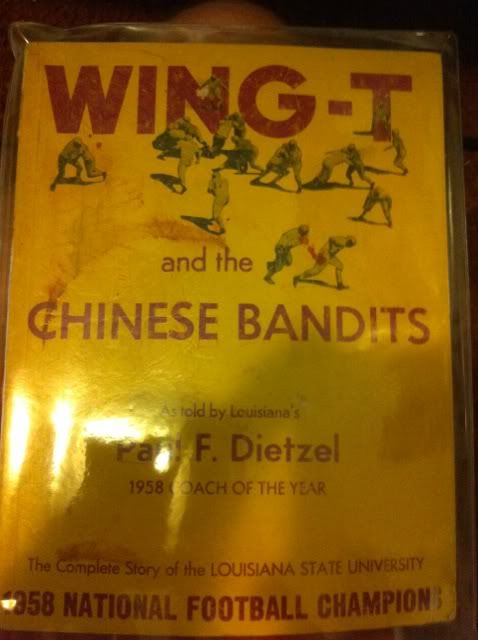 WING-T
and the
CHINESE BANDITS
As told by Louisiana's
Paul F. Dietzel
1958 COACH OF THE YEAR
The Complete Story of the LOUISIANA STATE UNIVERSITY
1958 NATIONAL FOOTBALL CHAMPIONS